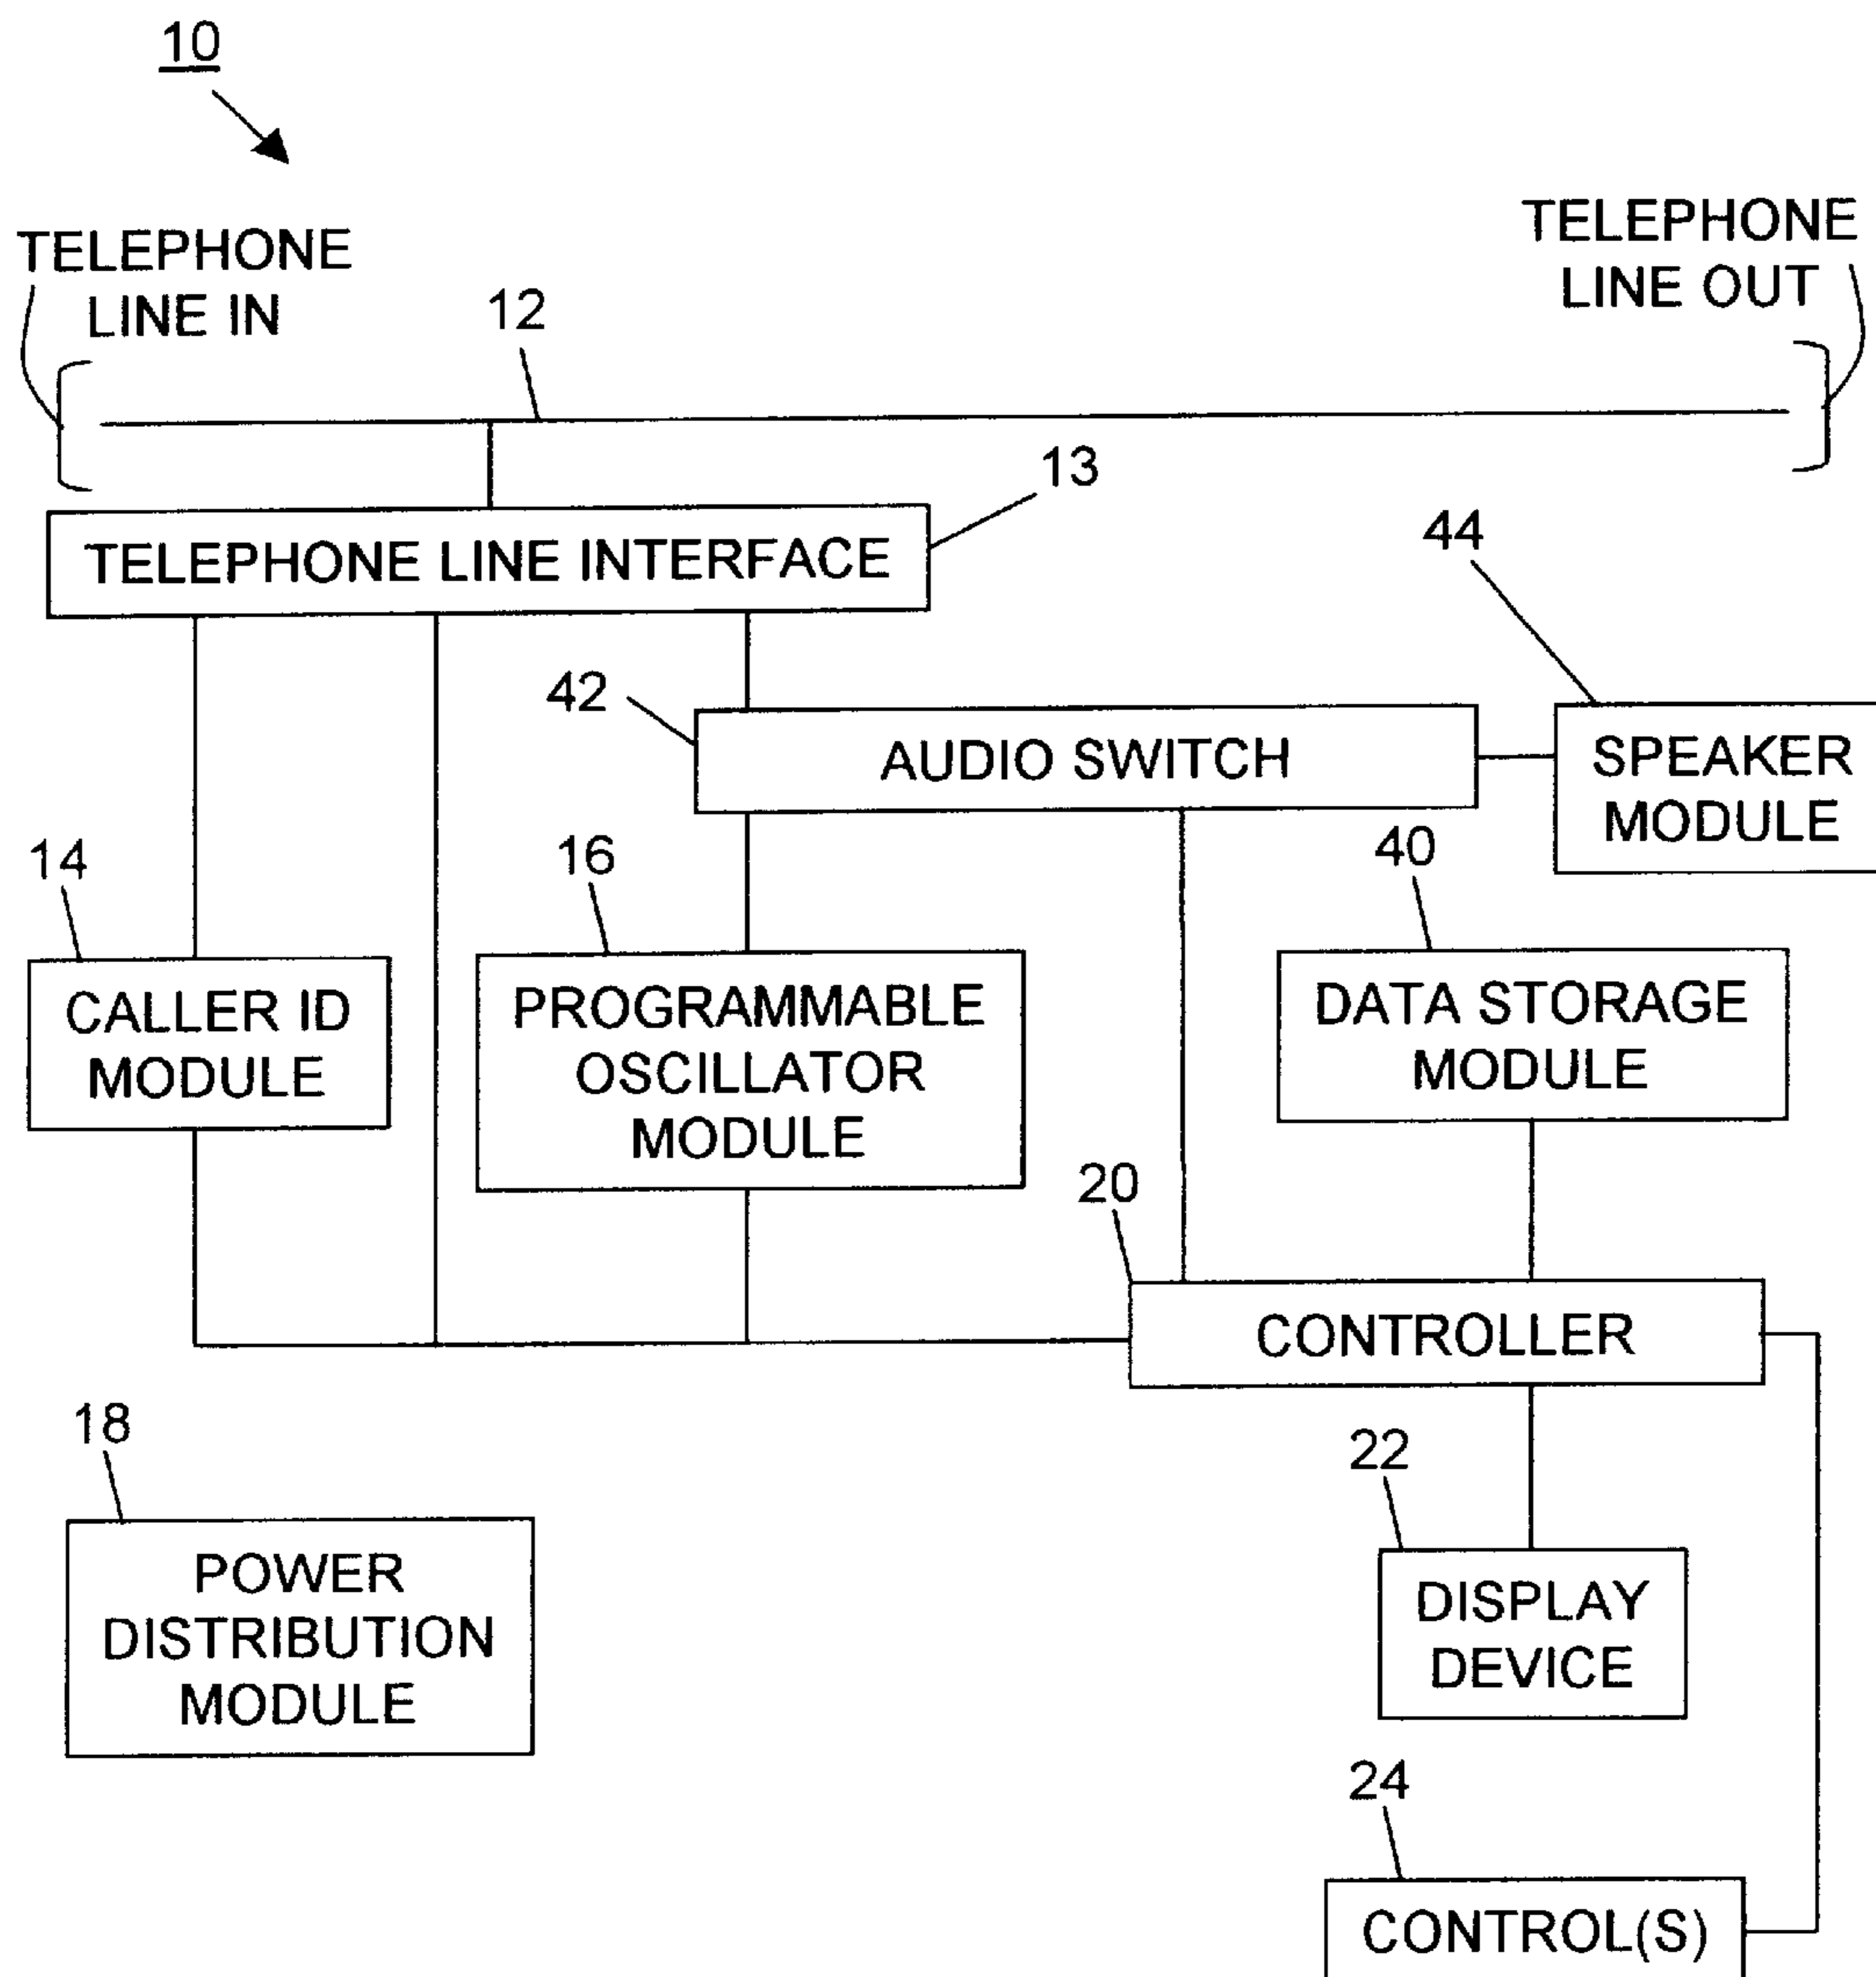 10
TELEPHONE
LINE IN
TELEPHONE
LINE OUT
12
13
TELEPHONE LINE INTERFACE
44
42
AUDIO SWITCH
SPEAKER
MODULE
14
16
40
CALLER ID
MODULE
PROGRAMMABLE
OSCILLATOR
MODULE
DATA STORAGE
MODULE
20
CONTROLLER
18
22
POWER
DISTRIBUTION
MODULE
DISPLAY
DEVICE
24
CONTROL(S)